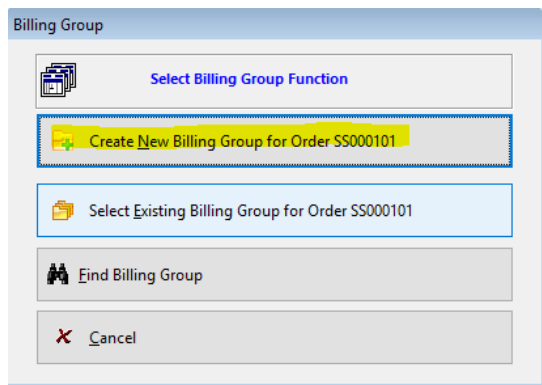 Billing Group
Select Billing Group Function
Create New Billing Group for Order SS000101
Select Existing Billing Group for Order SS000101
Find Billing Group
Cancel